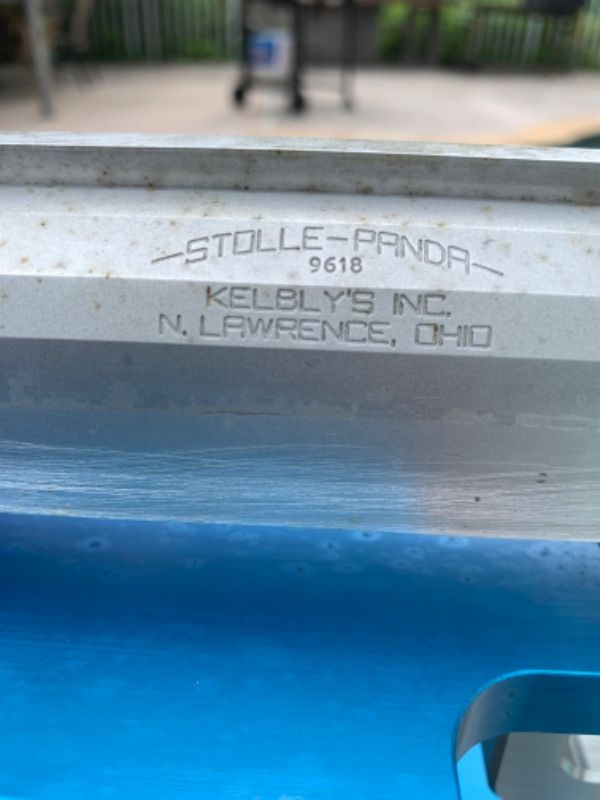 STOLLE-PANDA
9618
KELBLY'S INC.
N. LAWRENCE, OHIO